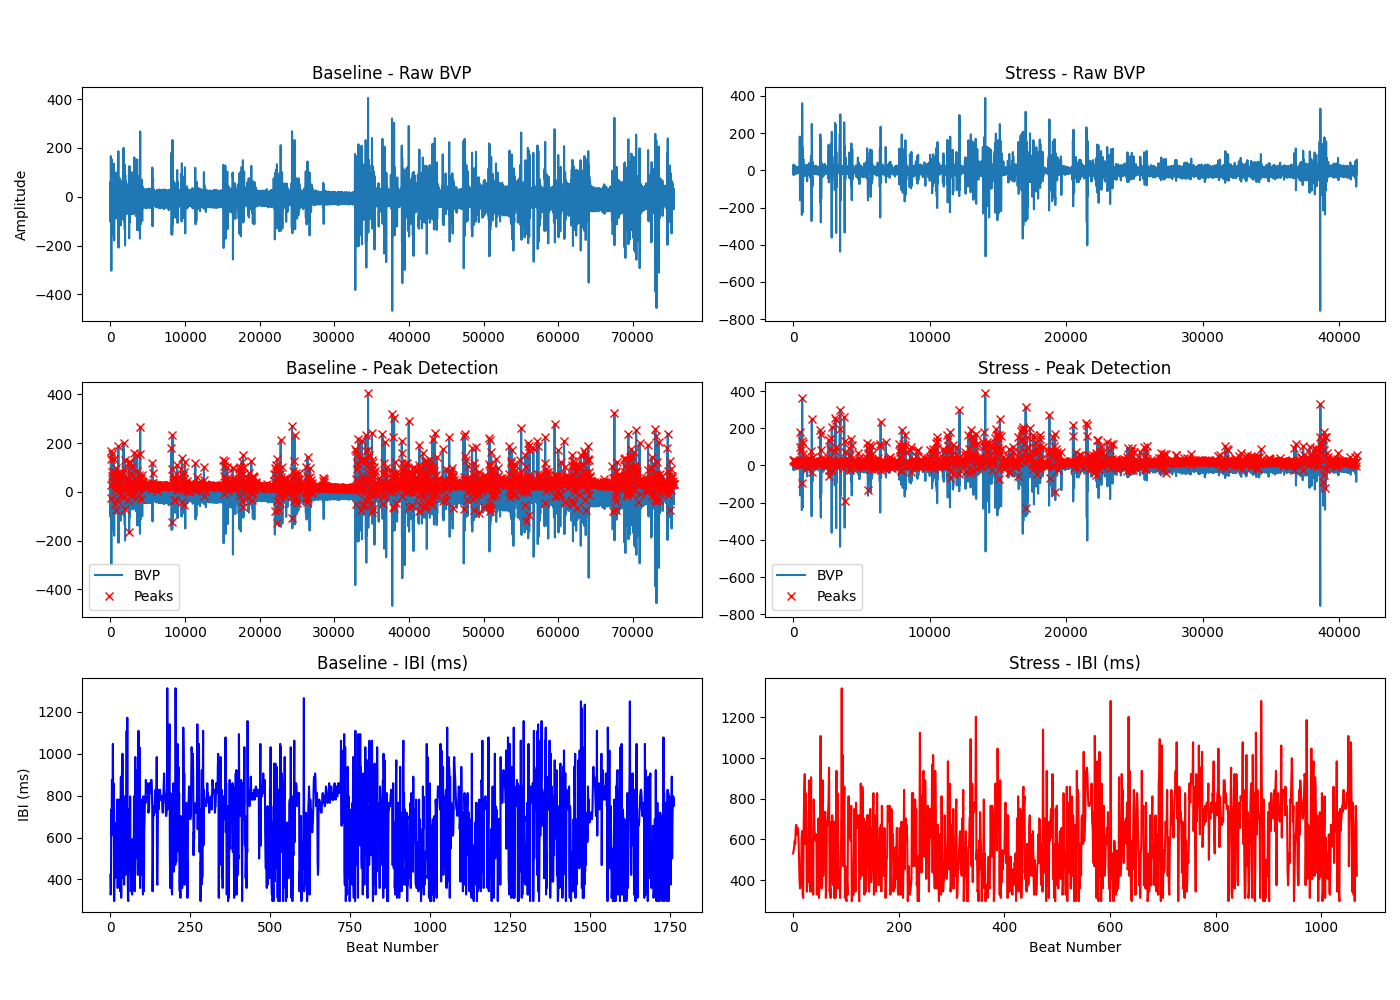 Baseline - Raw BVP
Amplitude
400
200
0
−200
−400
0 10000 20000 30000 40000 50000 60000 70000
Stress - Raw BVP
400
200
0
−200
−400
−600
−800
0 10000 20000 30000 40000
Baseline - Peak Detection
400
200
0
−200
−400
BVP
Peaks
0 10000 20000 30000 40000 50000 60000 70000
Stress - Peak Detection
400
200
0
−200
−400
−600
−800
BVP
Peaks
0 10000 20000 30000 40000
Baseline - IBI (ms)
IBI (ms)
1200
1000
800
600
400
0 250 500 750 1000 1250 1500 1750
Beat Number
Stress - IBI (ms)
1200
1000
800
600
400
0 200 400 600 800 1000
Beat Number